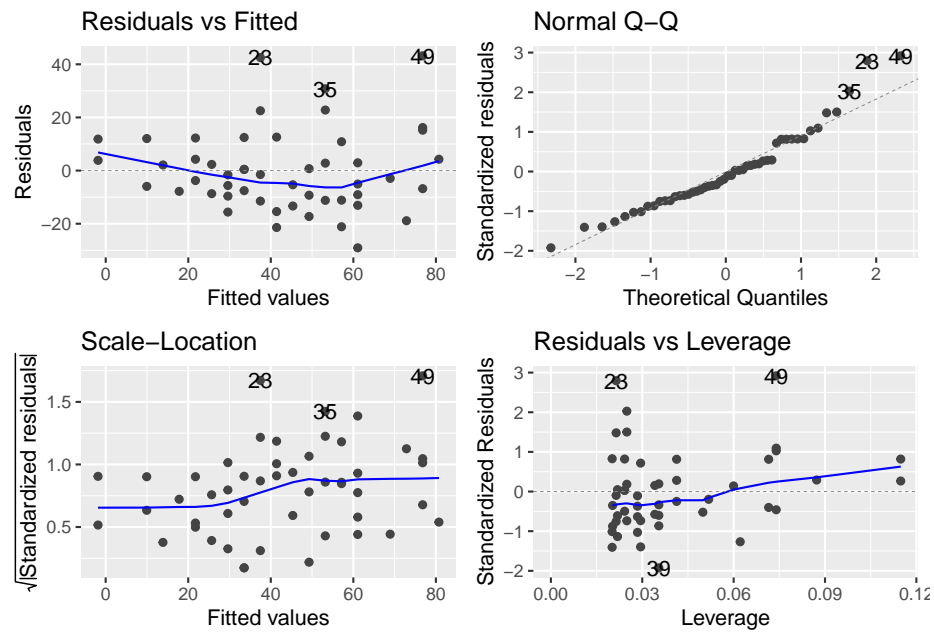 Residuals vs Fitted
40
20
0
−20
Residuals
23
49
35
0 20 40 60 80
Fitted values
Normal Q−Q
3
2
1
0
−1
−2
Standardized residuals
23
49
35
−2 −1 0 1 2
Theoretical Quantiles
Scale−Location
1.5
1.0
0.5
√|Standardized residuals|
23
49
35
0 20 40 60 80
Fitted values
Residuals vs Leverage
3
2
1
0
−1
−2
Standardized Residuals
23
49
39
0.00 0.03 0.06 0.09 0.12
Leverage